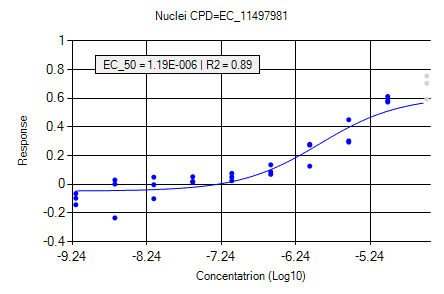 Nuclei CPD=EC_11497981
EC_50 = 1.19E-006 | R2 = 0.89
Response
1
0.8
0.6
0.4
0.2
0
-0.2
-0.4
-9.24 -8.24 -7.24 -6.24 -5.24
Concentatrion (Log10)